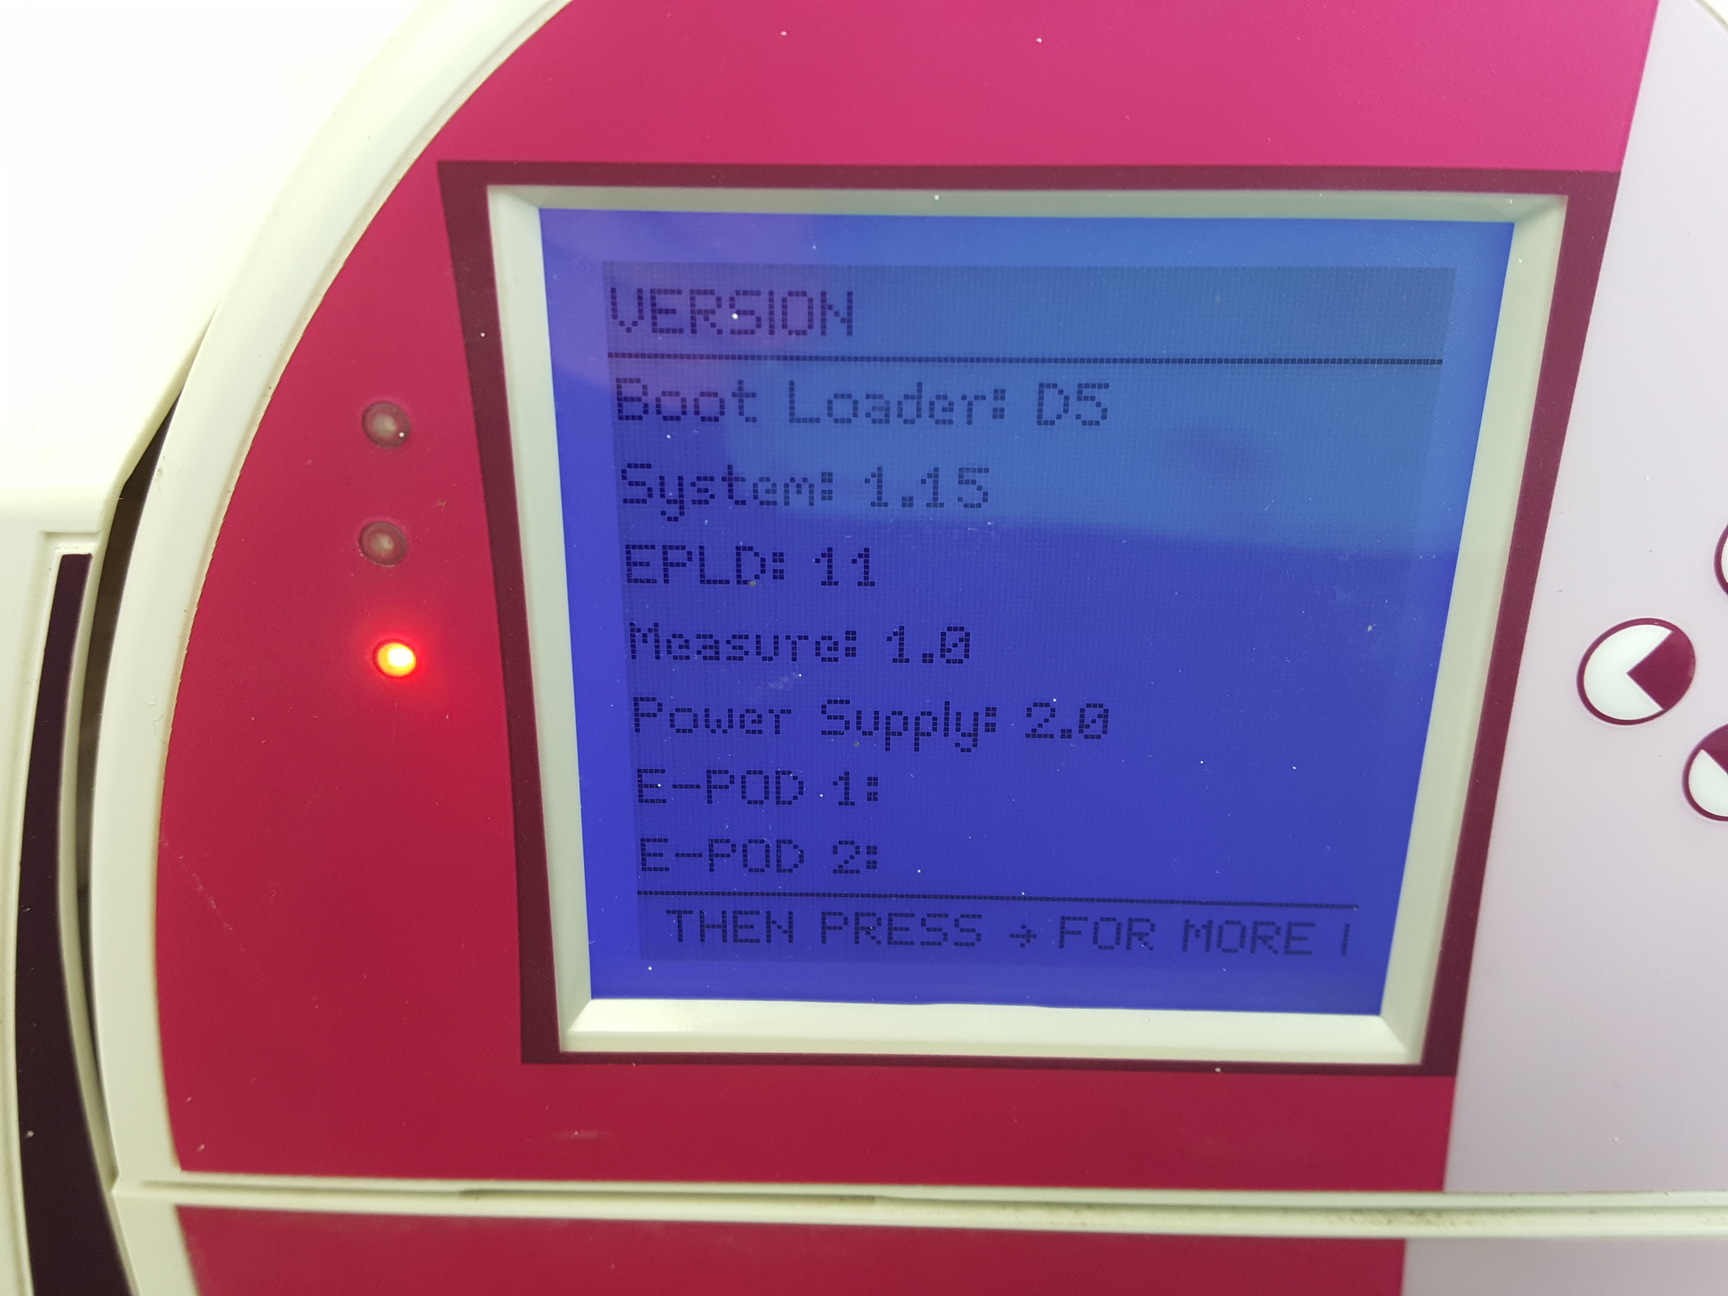 VERSION
Boot Loader: D5
System: 1.15
EPLD: 11
Measure: 1.0
Power Supply: 2.0
E-POD 1:
E-POD 2:
THEN PRESS → FOR MORE